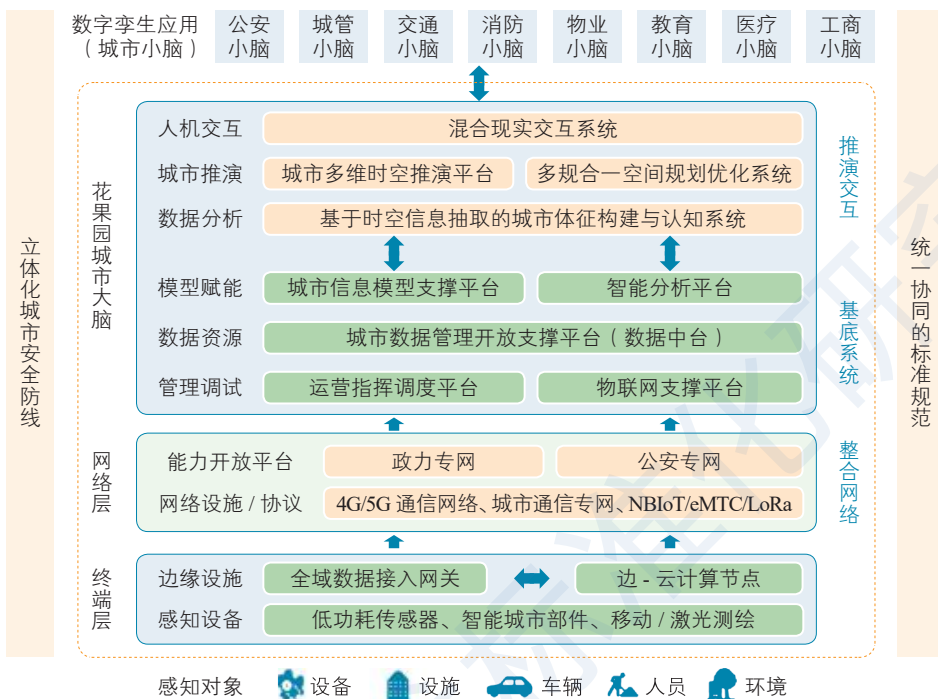 数字孪生应用
（城市小脑）
公安
小脑
城管
小脑
交通
小脑
消防
小脑
物业
小脑
教育
小脑
医疗
小脑
工商
小脑
立体化城市安全防线
花果园城市大脑
人机交互
混合现实交互系统
城市推演
城市多维时空推演平台
多规合一空间规划优化系统
数据分析
基于时空信息抽取的城市体征构建与认知系统
推演交互
模型赋能
城市信息模型支撑平台
智能分析平台
数据资源
城市数据管理开放支撑平台（数据中台）
管理调试
运营指挥调度平台
物联网支撑平台
基底系统
网络层
能力开放平台
政力专网
公安专网
网络设施 / 协议
4G/5G 通信网络、城市通信专网、NBIoT/eMTC/LoRa
整合网络
终端层
边缘设施
全域数据接入网关
边 - 云计算节点
感知设备
低功耗传感器、智能城市部件、移动 / 激光测绘
统一协同的标准规范
感知对象
设备
设施
车辆
人员
环境
标准化研究